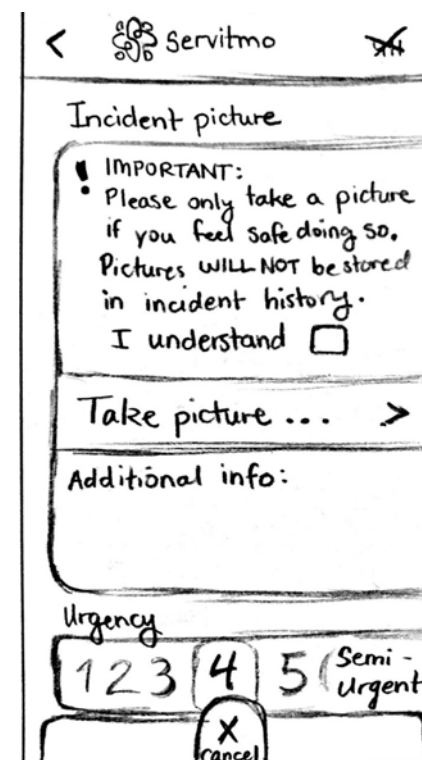 < Servitmo
Incident picture
! IMPORTANT:
Please only take a picture
if you feel safe doing so.
Pictures WILL NOT be stored
in incident history.
I understand
Take picture ... >
Additional info:
Urgency
1 2 3 4 5 Semi-
Urgent
X
cancel